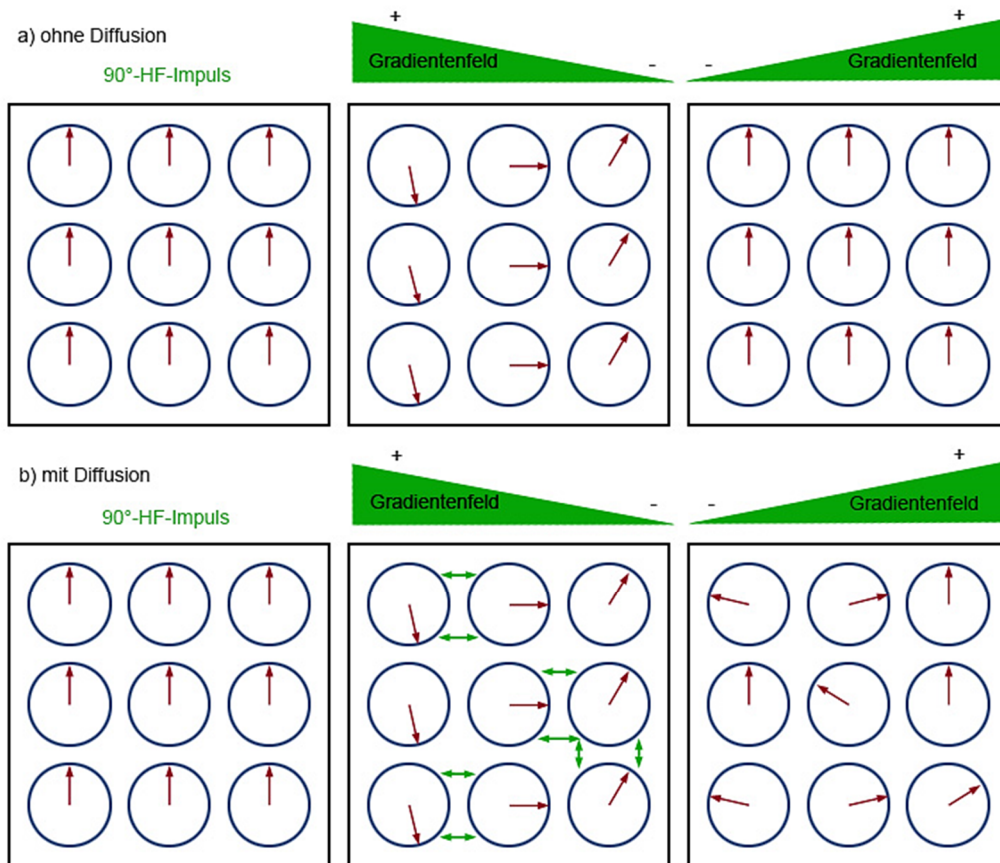 +
+
a) ohne Diffusion
90°-HF-Impuls
Gradientenfeld
-
-
Gradientenfeld
+
+
b) mit Diffusion
90°-HF-Impuls
Gradientenfeld
-
-
Gradientenfeld